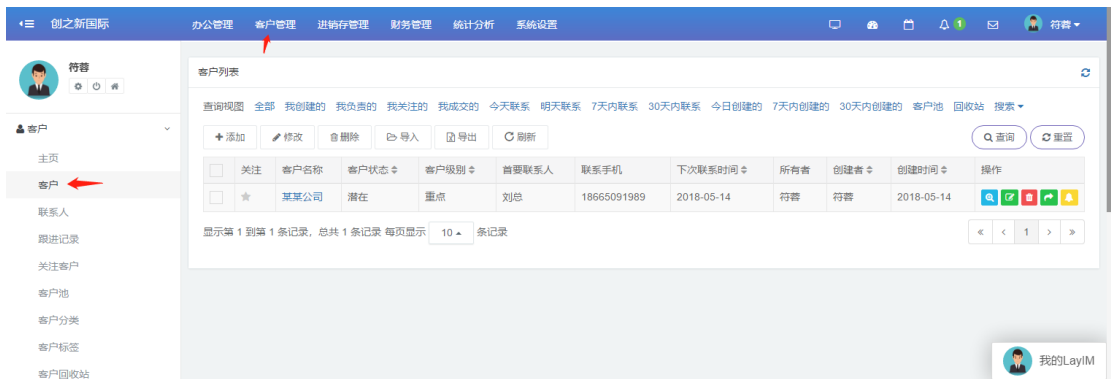 创之新国际 办公管理 客户管理 进销存管理 财务管理 统计分析 系统设置 1 符蓉
符蓉
客户
主页
客户
联系人
跟进记录
关注客户
客户池
客户分类
客户标签
客户回收站
客户列表
查询视图 全部 我创建的 我负责的 我关注的 我成交的 今天联系 明天联系 7天内联系 30天内联系 今日创建的 7天内创建的 30天内创建的 客户池 回收站 搜索
添加 修改 删除 导入 导出 刷新 查询 重置
关注 客户名称 客户状态 客户级别 首要联系人 联系手机 下次联系时间 所有者 创建者 创建时间 操作
某某公司 潜在 重点 刘总 18665091989 2018-05-14 符蓉 符蓉 2018-05-14
显示第 1 到第 1 条记录，总共 1 条记录 每页显示 10 条记录 « < 1 > »
我的LayIM